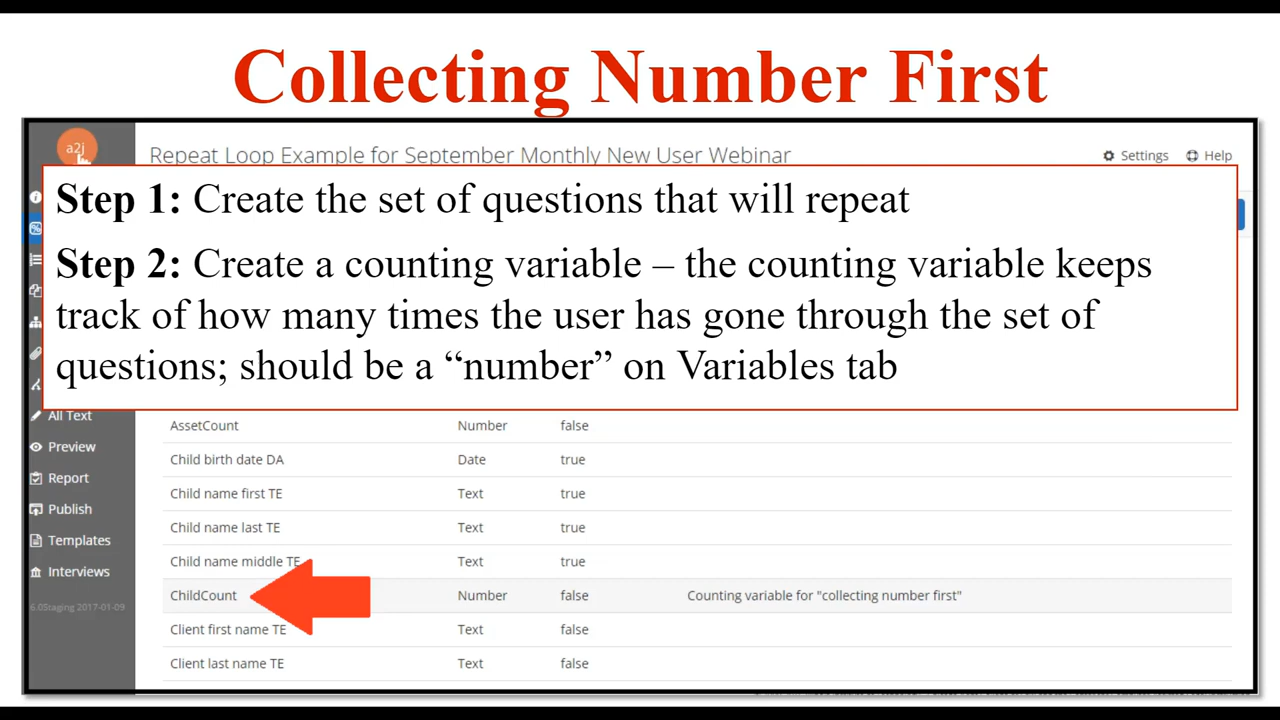 Collecting Number First
a2j
Repeat Loop Example for September Monthly New User Webinar
Settings
Help
Step 1: Create the set of questions that will repeat
Step 2: Create a counting variable – the counting variable keeps
track of how many times the user has gone through the set of
questions; should be a “number” on Variables tab
All Text
Preview
Report
Publish
Templates
Interviews
6.0Staging 2017-01-09
AssetCount Number false
Child birth date DA Date true
Child name first TE Text true
Child name last TE Text true
Child name middle TE Text true
ChildCount Number false Counting variable for "collecting number first"
Client first name TE Text false
Client last name TE Text false